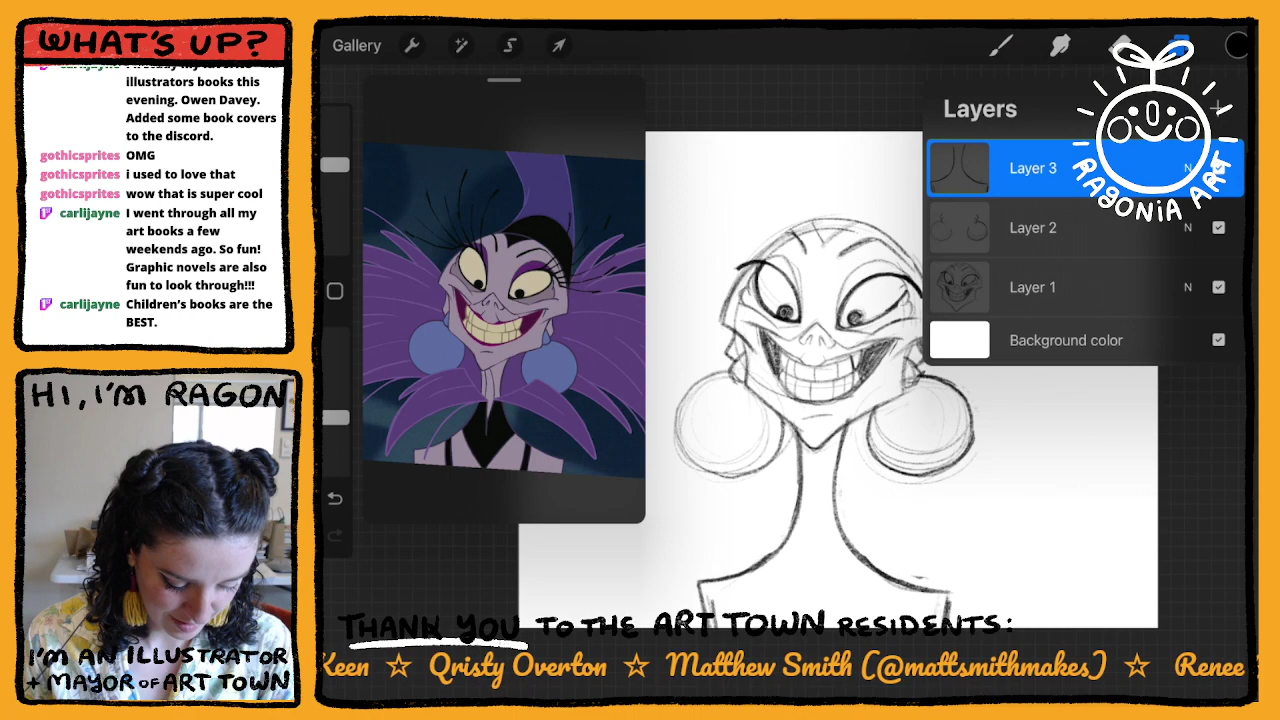 WHAT'S UP?
illustrators books this
evening. Owen Davey.
Added some book covers
to the discord.
gothicsprites OMG
gothicsprites i used to love that
gothicsprites wow that is super cool
carlijayne I went through all my
art books a few
weekends ago. So fun!
Graphic novels are also
fun to look through!!!
carlijayne Children's books are the
BEST.
HI, I'M RAGON
I'M AN ILLUSTRATOR
+ MAYOR OF ART TOWN
Gallery
Layers
Layer 3 N
Layer 2 N
Layer 1 N
Background color
RAGONiA ART
THANK YOU TO THE ART TOWN RESIDENTS:
Keen ☆ Qristy Overton ☆ Matthew Smith (@mattsmithmakes) ☆ Renee